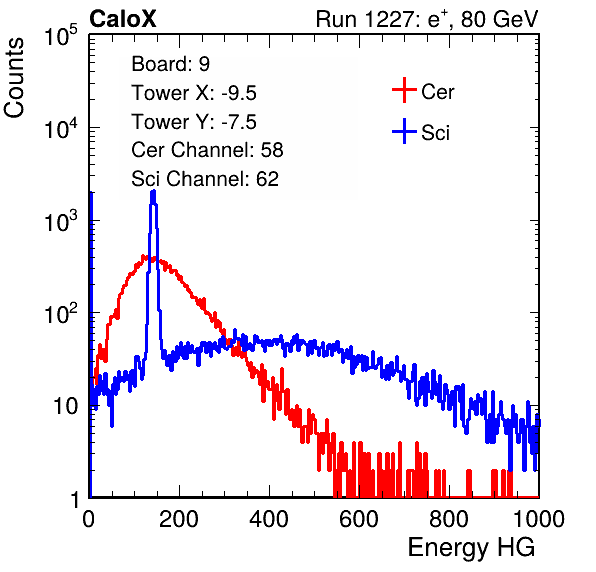 CaloX Run 1227: e⁺, 80 GeV
Counts
Board: 9
Tower X: -9.5
Tower Y: -7.5
Cer Channel: 58
Sci Channel: 62
Cer
Sci
10⁵
10⁴
10³
10²
10
1
0 200 400 600 800 1000
Energy HG